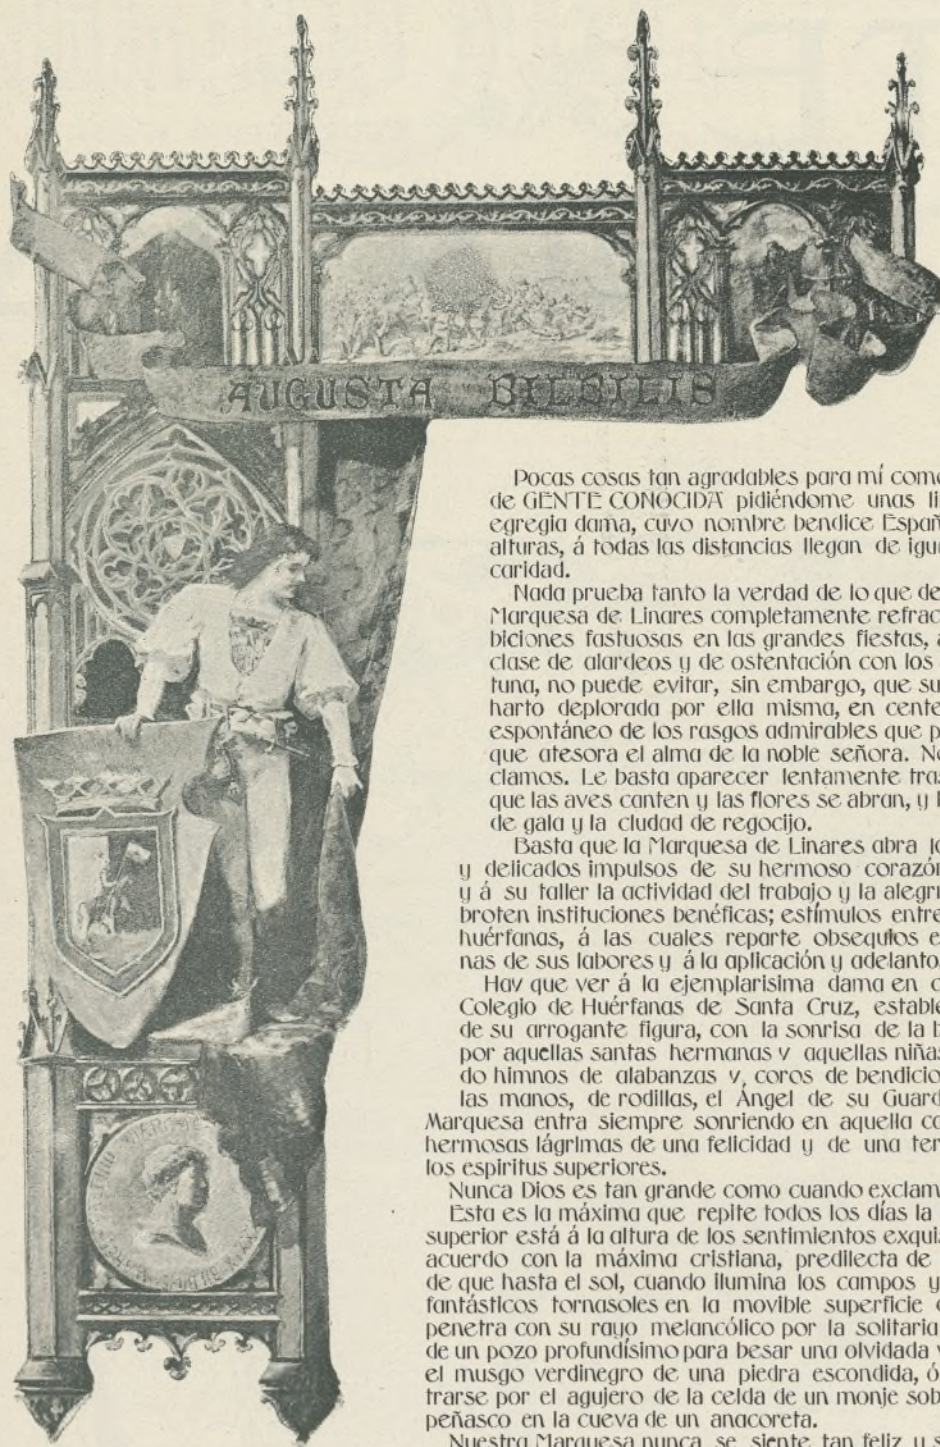 AUGUSTA BILBILIS
Pocas cosas tan agradables para mí como
de GENTE CONOCIDA pidiéndome unas li
egregia dama, cuyo nombre bendice Españ
alturas, á todas las distancias llegan de igu
caridad.
Nada prueba tanto la verdad de lo que de
Marquesa de Linares completamente refrac
biciones fastuosas en las grandes fiestas, a
clase de alardeos y de ostentación con los
tuna, no puede evitar, sin embargo, que su
harto deplorada por ella misma, en cente
espontáneo de los rasgos admirables que p
que atesora el alma de la noble señora. No
clamos. Le basta aparecer lentamente tras
que las aves canten y las flores se abran, y l
de gala y la ciudad de regocijo.
Basta que la Marquesa de Linares abra lo
y delicados impulsos de su hermoso corazón
y á su taller la actividad del trabajo y la alegrí
broten instituciones benéficas; estímulos entre
huérfanas, á las cuales reparte obsequtos e
nas de sus labores y á la aplicación y adelanto
Hay que ver á la ejemplarisima dama en c
Colegio de Huérfanas de Santa Cruz, estable
de su arrogante figura, con la sonrisa de la b
por aquellas santas hermanas y aquellas niñas
do himnos de alabanzas y, coros de bendicio
las manos, de rodillas, el Ángel de su Guard
Marquesa entra siempre sonriendo en aquella ca
hermosas lágrimas de una felicidad y de una ter
los espiritus superiores.
Nunca Dios es tan grande como cuando exclam
Esta es la máxima que repite todos los días la
superior está á la altura de los sentimientos exqui
acuerdo con la máxima cristiana, predilecta de
de que hasta el sol, cuando ilumina los campos y
fantásticos tornasoles en la movible superficie
penetra con su rayo melancólico por la solitaria
de un pozo profundísimo para besar una olvidada
el musgo verdinegro de una piedra escondida, ó
trarse por el agujero de la celda de un monje sob
peñasco en la cueva de un anacoreta.
Nuestra Marquesa nunca se siente tan feliz y s